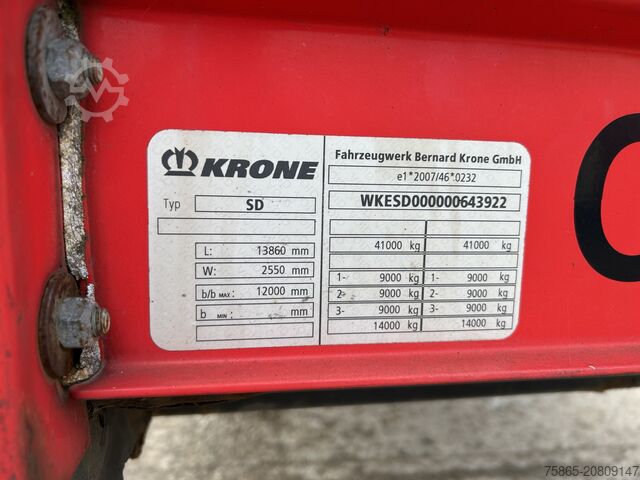 KRONE
Fahrzeugwerk Bernard Krone GmbH
e1*2007/46*0232
Typ SD
WKESD000000643922
L: 13860 mm
W: 2550 mm
b/b MAX: 12000 mm
b MIN: mm
41000 kg 41000 kg
1- 9000 kg 1- 9000 kg
2- 9000 kg 2- 9000 kg
3- 9000 kg 3- 9000 kg
14000 kg 14000 kg
75865-20809147